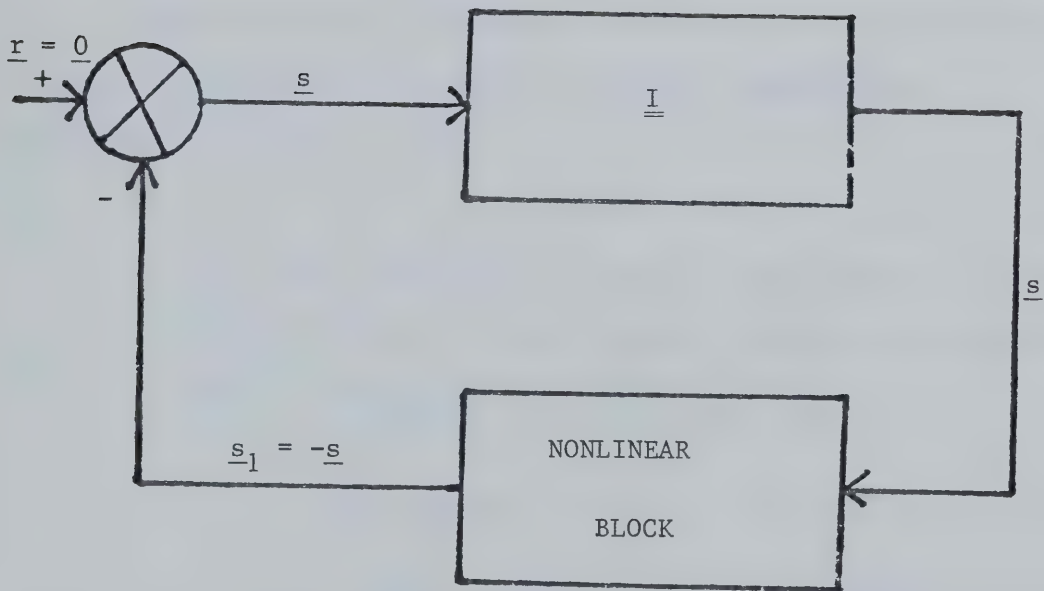 r = 0
+
s
I
s
-
s1 = -s
NONLINEAR
BLOCK